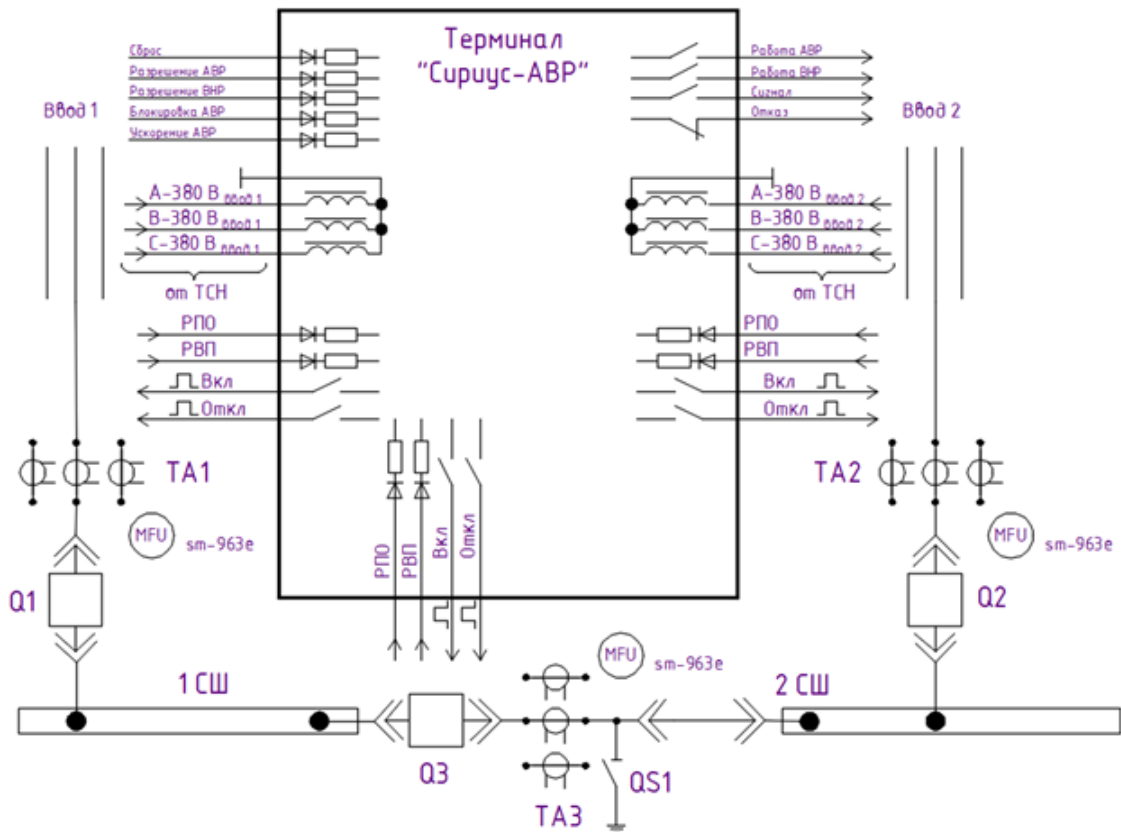 Терминал
"Сириус-АВР"
Сброс
Разрешение АВР
Разрешение ВНР
Блокировка АВР
Ускорение АВР
Работа АВР
Работа ВНР
Сигнал
Отказ
Ввод 1
Ввод 2
А-380 В ввод 1
В-380 В ввод 1
С-380 В ввод 1
от ТСН
А-380 В ввод 2
В-380 В ввод 2
С-380 В ввод 2
от ТСН
РПО
РВП
Вкл
Откл
РПО
РВП
Вкл
Откл
ТА1
ТА2
MFU
sm-963e
MFU
sm-963e
РПО
РВП
Вкл
Откл
Q1
Q2
MFU
sm-963e
1 СШ
2 СШ
Q3
QS1
ТА3